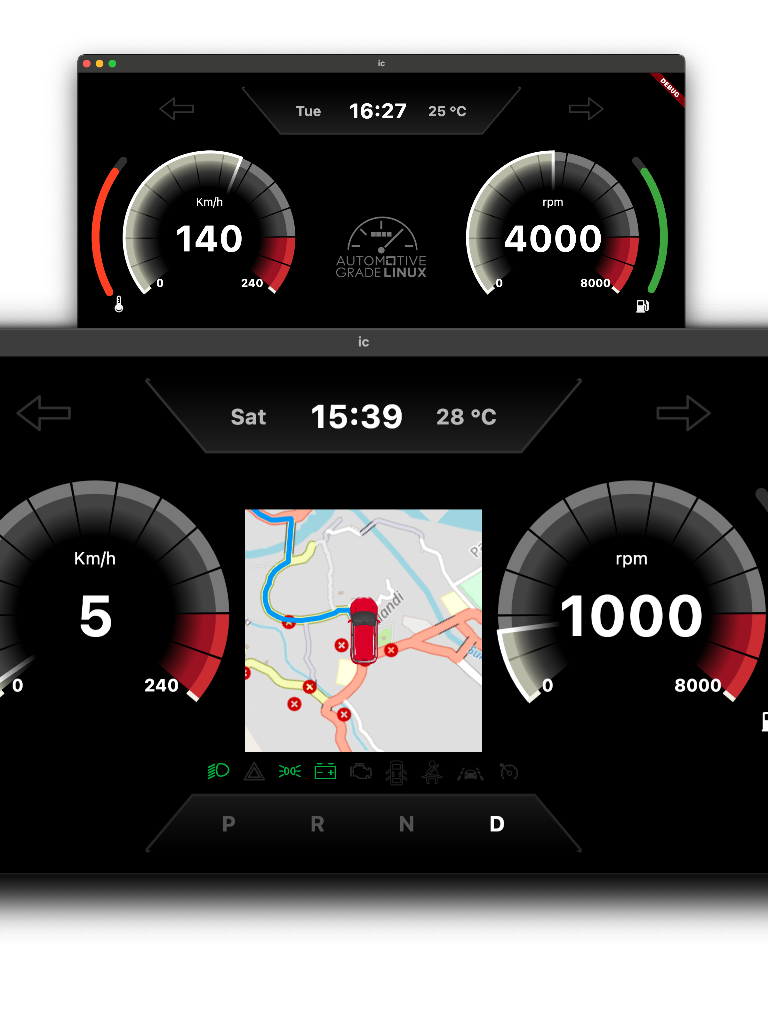 ic
DEBUG
Tue 16:27 25 °C
Km/h
140
0 240
rpm
4000
0 8000
AUTOMOTIVE
GRADE LINUX
ic
Sat 15:39 28 °C
Km/h
5
0 240
rpm
1000
0 8000
P R N D